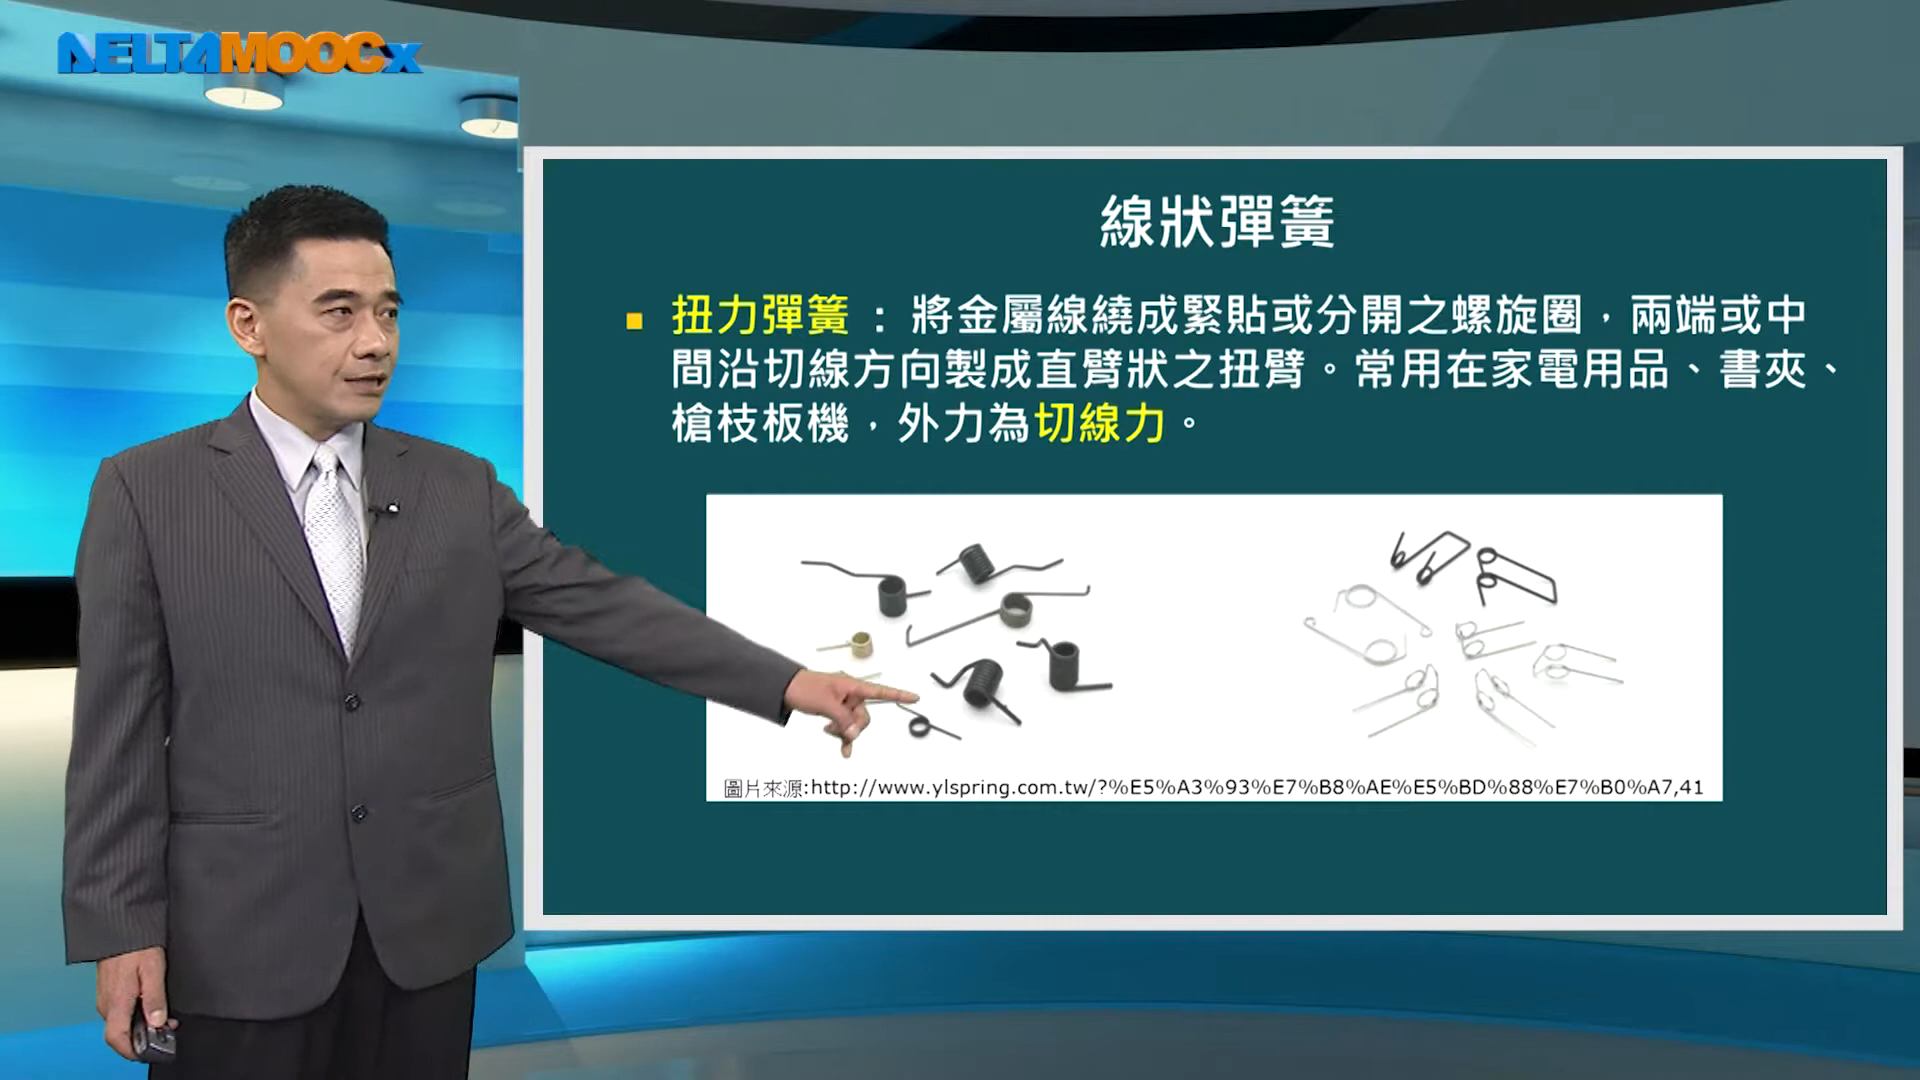 DELTAMOOCx
線狀彈簧
扭力彈簧 : 將金屬線繞成緊貼或分開之螺旋圈，兩端或中
間沿切線方向製成直臂狀之扭臂。常用在家電用品、書夾、
槍枝板機，外力為切線力。
圖片來源:http://www.ylspring.com.tw/?%E5%A3%93%E7%B8%AE%E5%BD%88%E7%B0%A7,41